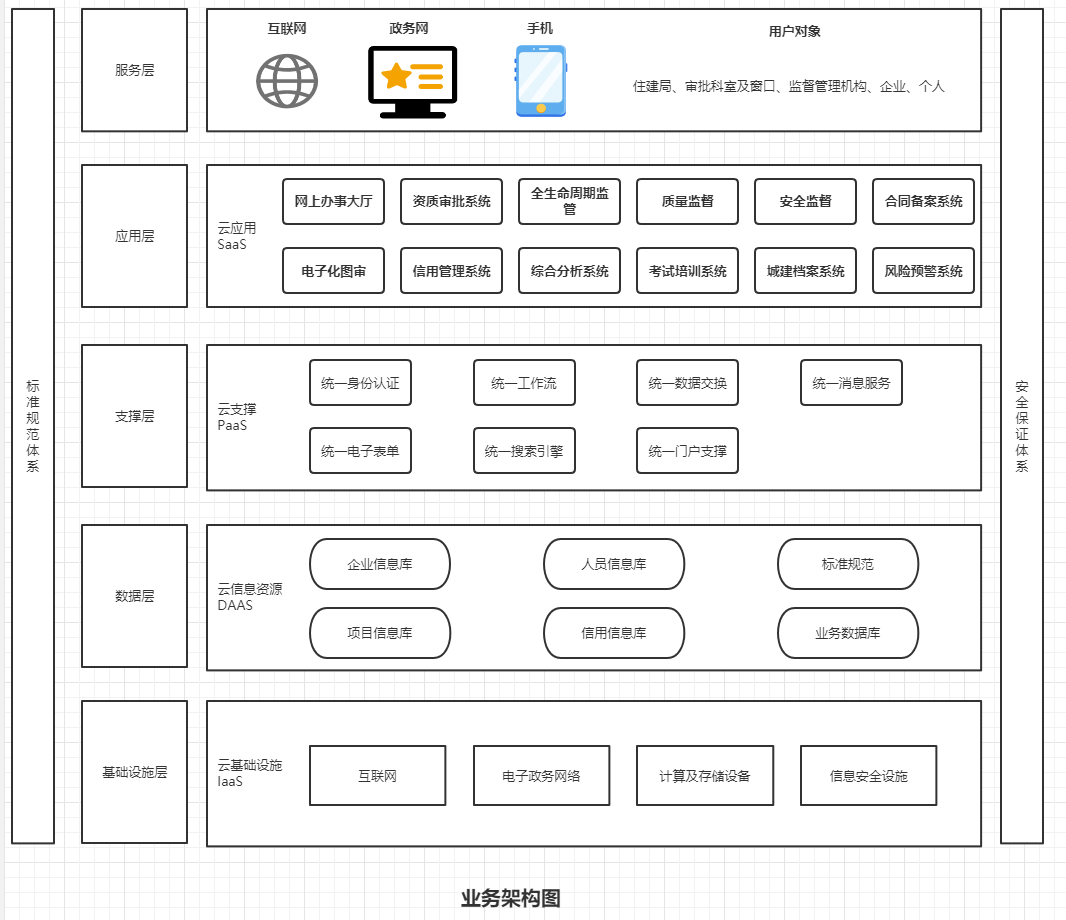 互联网
政务网
手机
用户对象
服务层
住建局、审批科室及窗口、监督管理机构、企业、个人
应用层
云应用
SaaS
网上办事大厅
资质审批系统
全生命周期监
管
质量监督
安全监督
合同备案系统
电子化图审
信用管理系统
综合分析系统
考试培训系统
城建档案系统
风险预警系统
标准规范体系
安全保证体系
支撑层
云支撑
PaaS
统一身份认证
统一工作流
统一数据交换
统一消息服务
统一电子表单
统一搜索引擎
统一门户支撑
数据层
云信息资源
DAAS
企业信息库
人员信息库
标准规范
项目信息库
信用信息库
业务数据库
基础设施层
云基础设施
IaaS
互联网
电子政务网络
计算及存储设备
信息安全设施
业务架构图